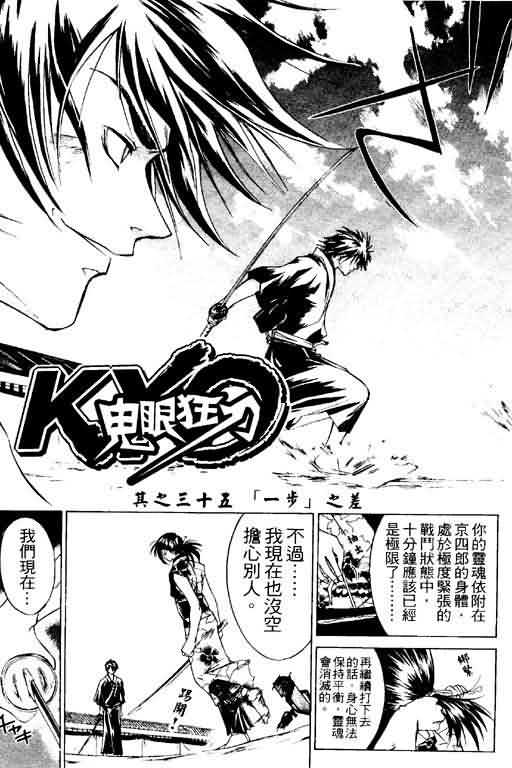 KYO
鬼眼狂刀
其之三十五「一步」之差
你的靈魂依附在
京四郎的身體，
處於極度緊張的
戰鬥狀態中，
十分鐘應該已經
是極限了……
抽出
再繼續打下去
的話，身心無法
保持平衡，靈魂
會消滅的。
綁緊
不過……
我現在也沒空
擔心別人。
我們現在…